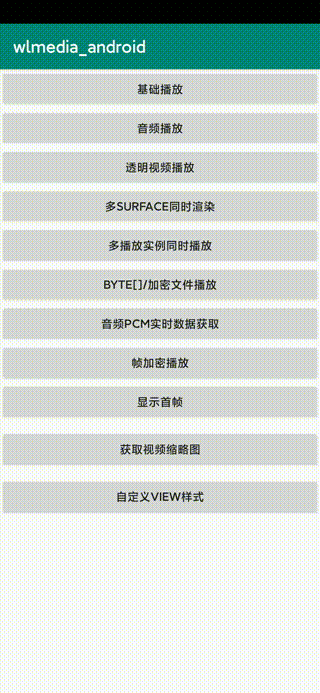 wlmedia_android
基础播放
音频播放
透明视频播放
多SURFACE同时渲染
多播放实例同时播放
BYTE[]/加密文件播放
音频PCM实时数据获取
帧加密播放
显示首帧
获取视频缩略图
自定义VIEW样式